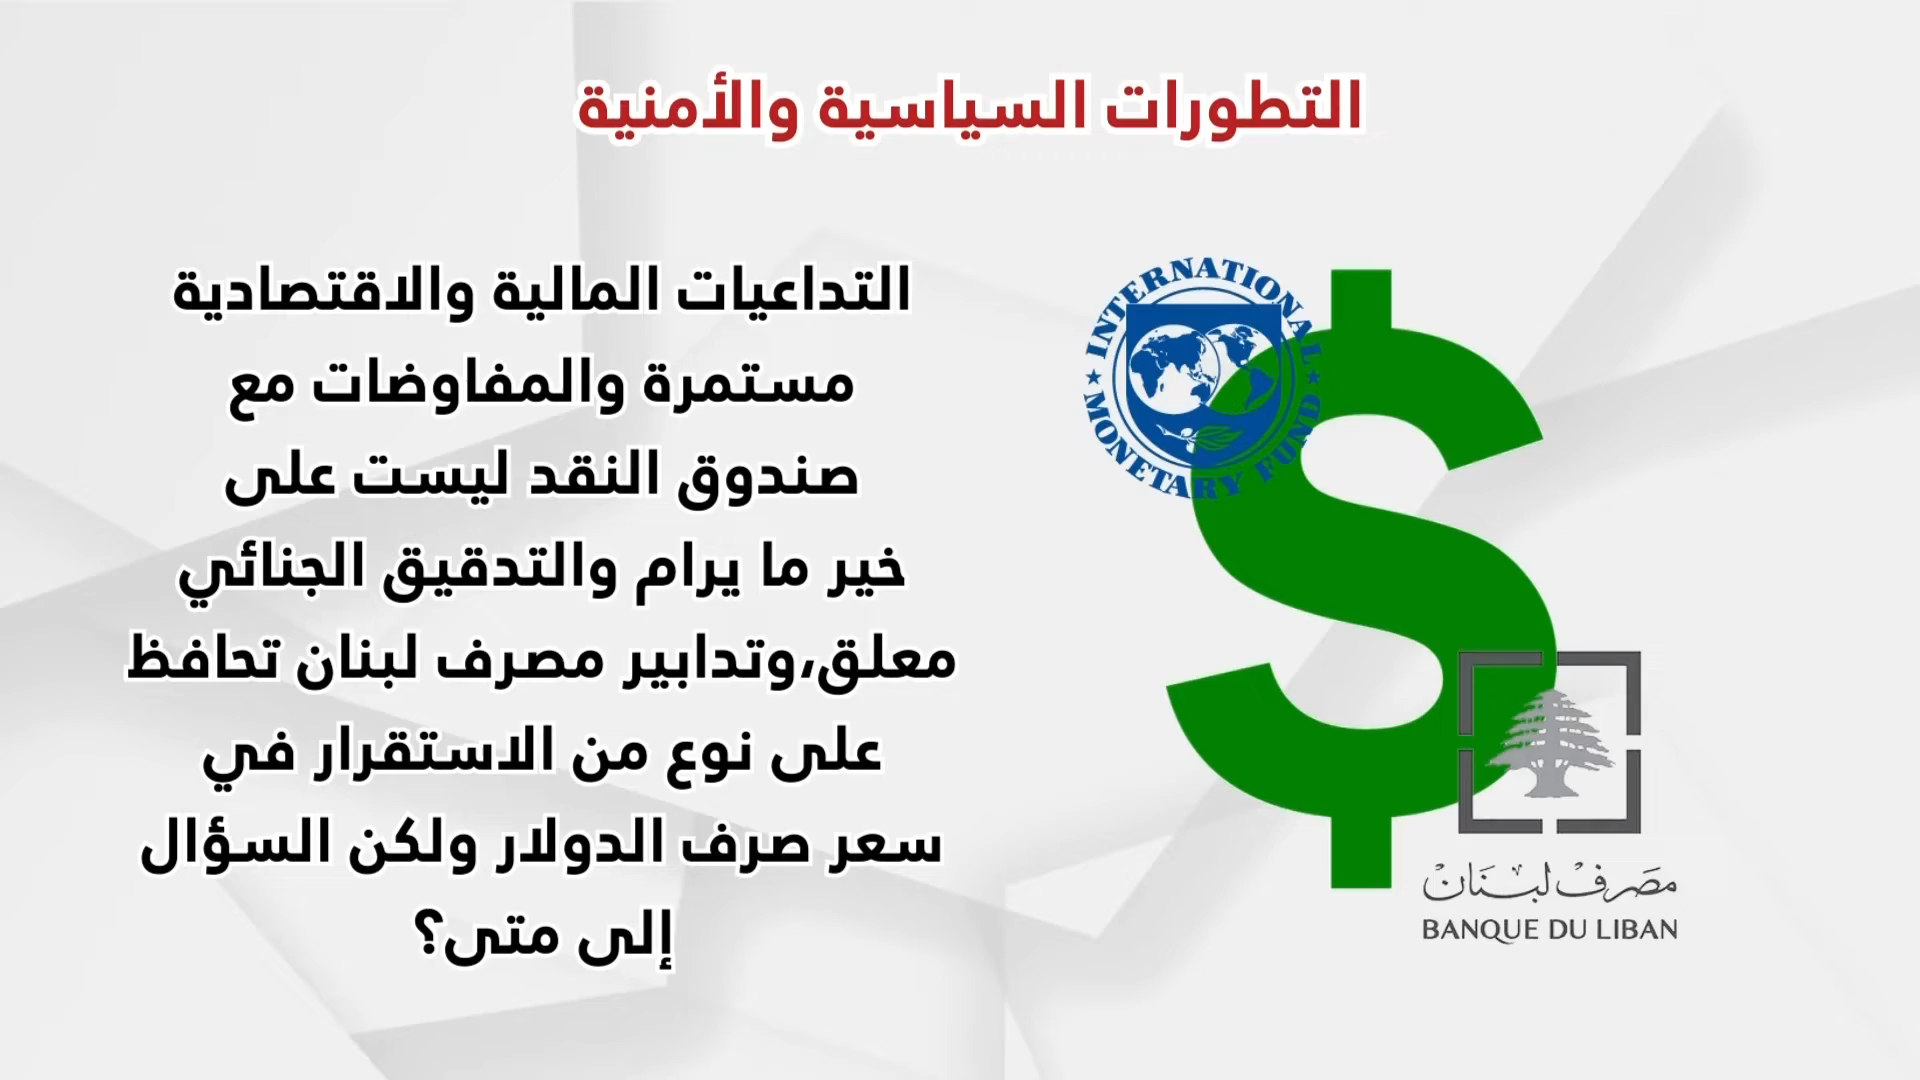 التطورات السياسية والأمنية
التداعيات المالية والاقتصادية
مستمرة والمفاوضات مع
صندوق النقد ليست على
خير ما يرام والتدقيق الجنائي
معلق،وتدابير مصرف لبنان تحافظ
على نوع من الاستقرار في
سعر صرف الدولار ولكن السؤال
إلى متى؟
INTERNATIONAL MONETARY FUND
$
مصرف لبنان
BANQUE DU LIBAN